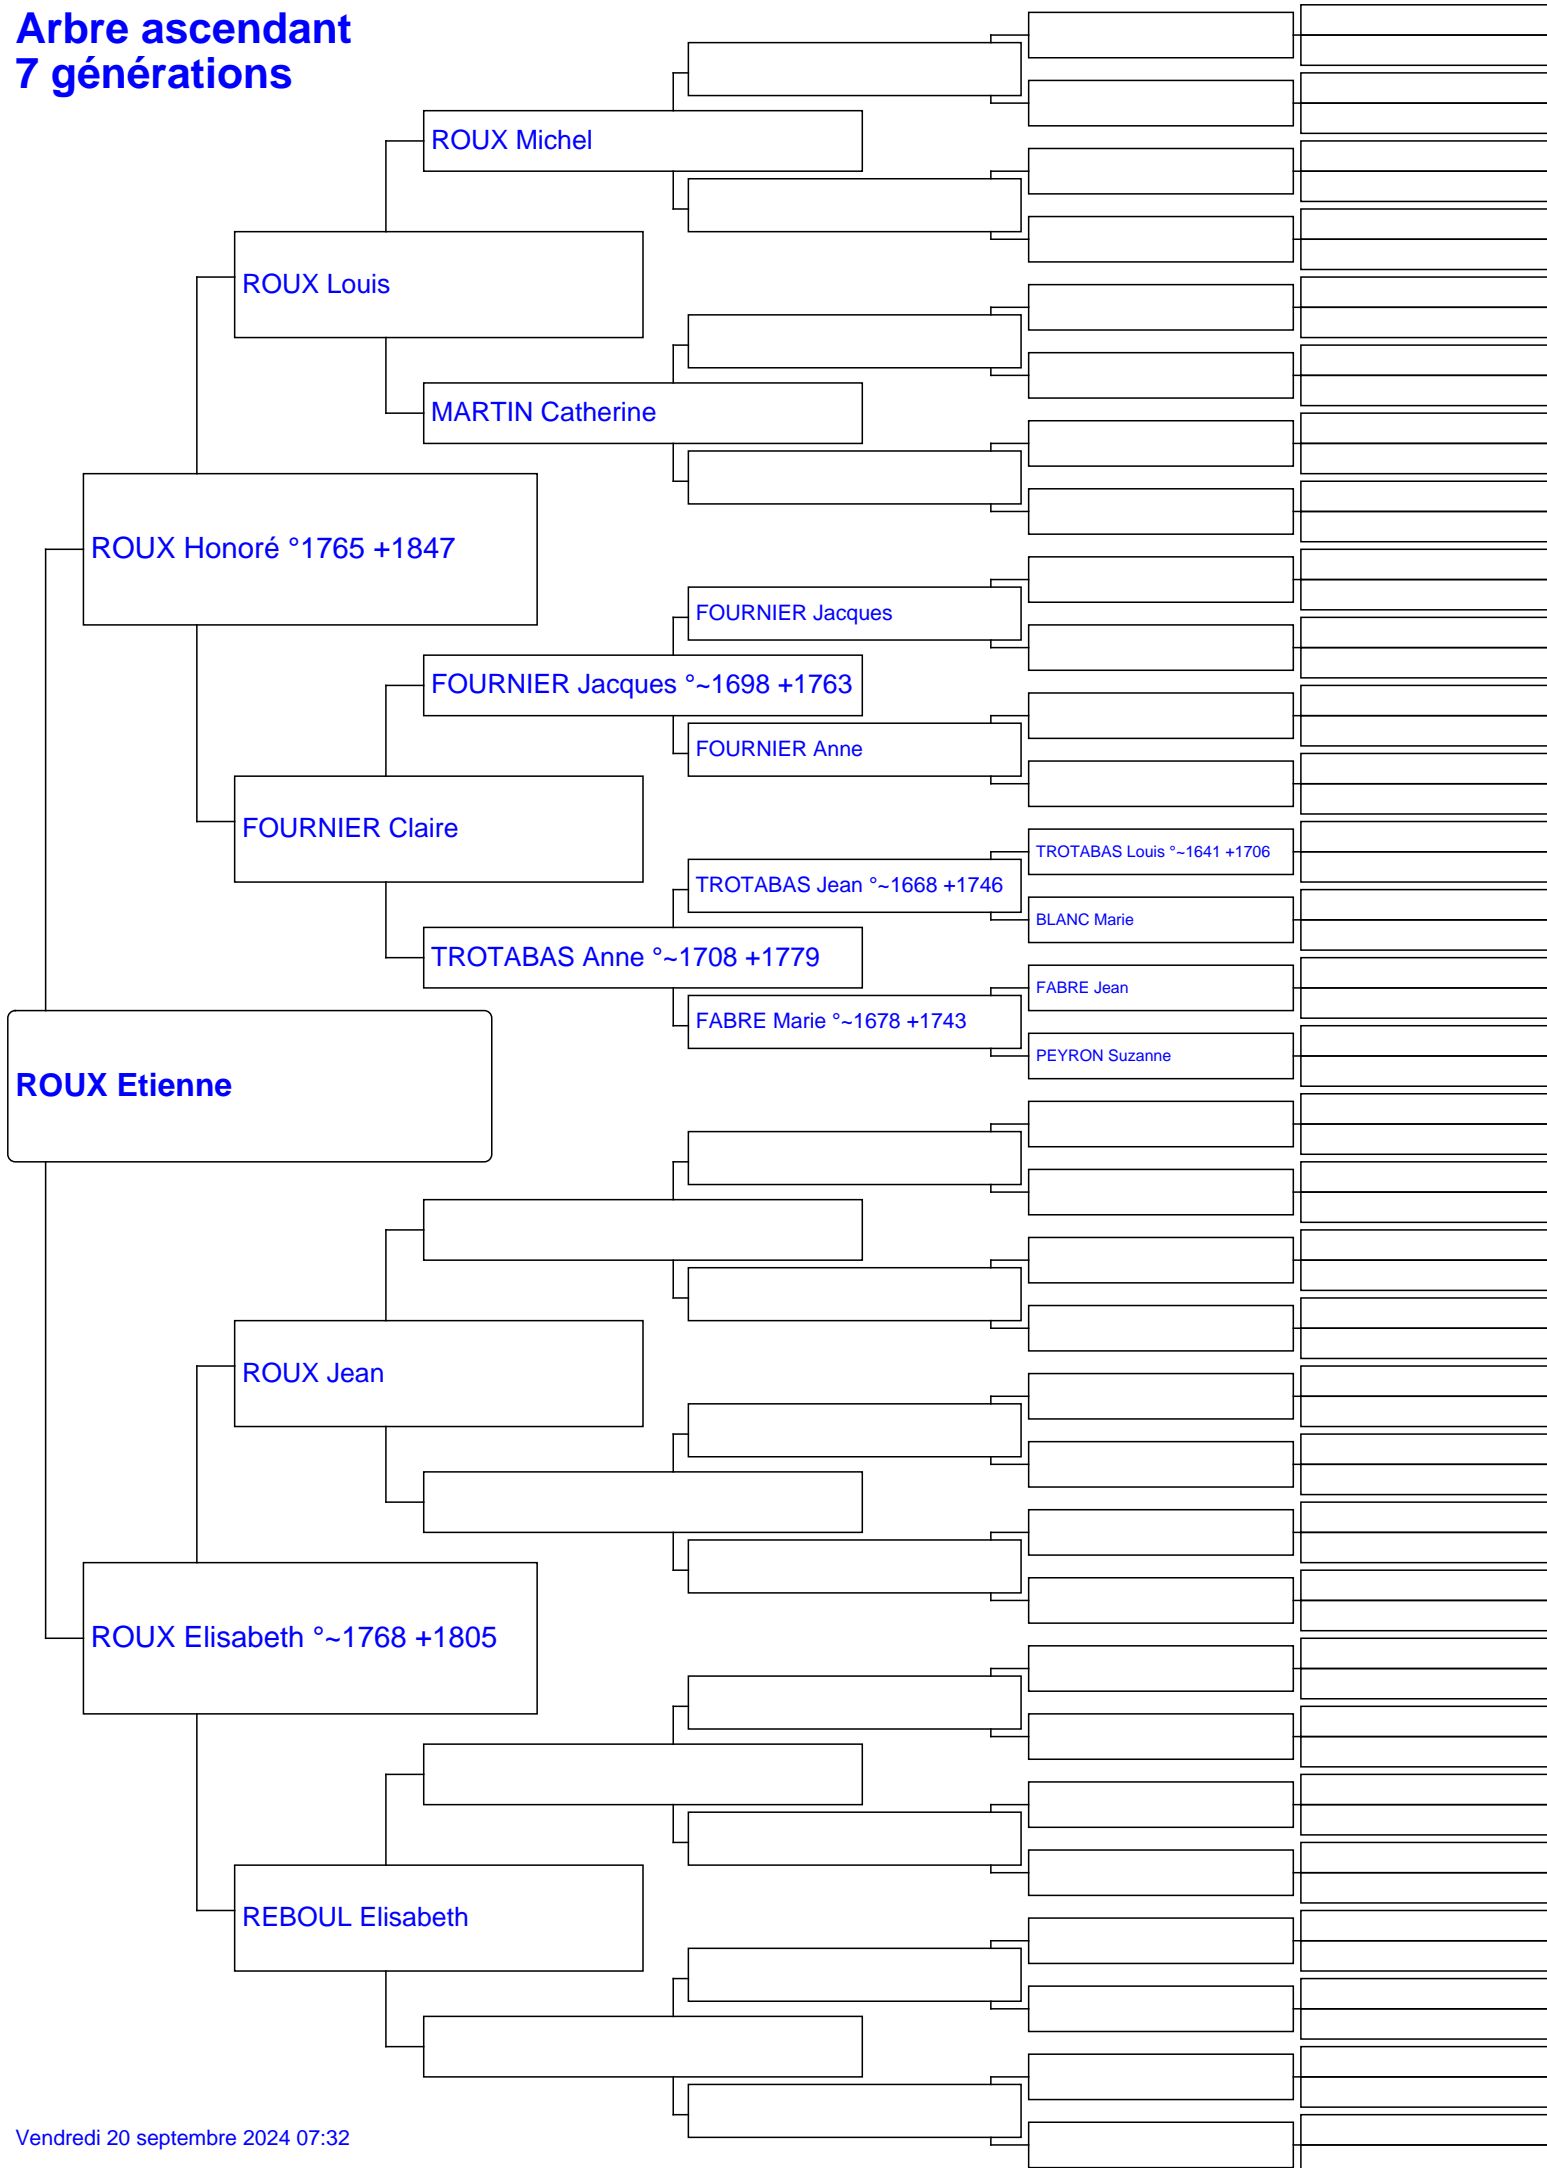 Arbre ascendant
7 générations
ROUX Michel
ROUX Louis
MARTIN Catherine
ROUX Honoré °1765 +1847
FOURNIER Jacques
FOURNIER Jacques °~1698 +1763
FOURNIER Anne
FOURNIER Claire
TROTABAS Louis °~1641 +1706
TROTABAS Jean °~1668 +1746
BLANC Marie
TROTABAS Anne °~1708 +1779
FABRE Jean
FABRE Marie °~1678 +1743
PEYRON Suzanne
ROUX Etienne
ROUX Jean
ROUX Elisabeth °~1768 +1805
REBOUL Elisabeth
Vendredi 20 septembre 2024 07:32